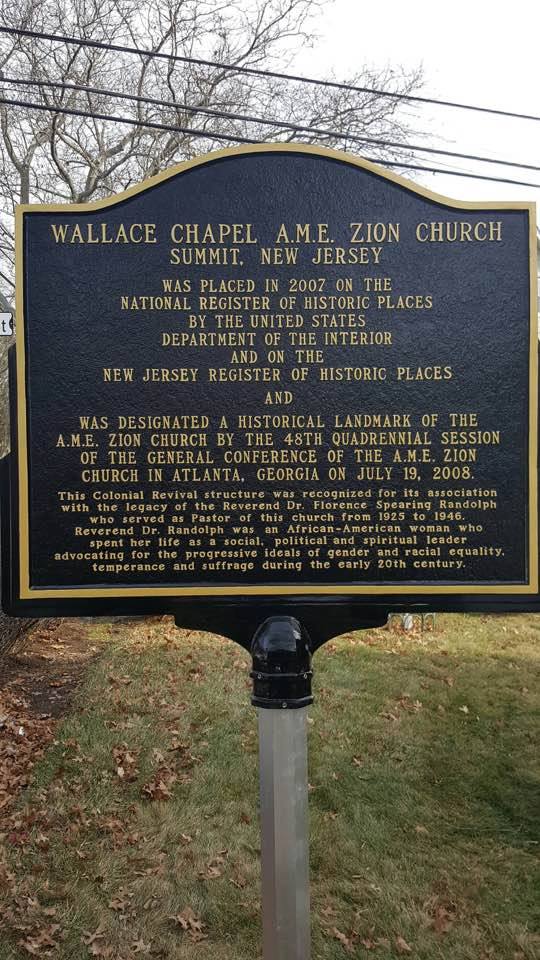 WALLACE CHAPEL A.M.E. ZION CHURCH
SUMMIT, NEW JERSEY
WAS PLACED IN 2007 ON THE
NATIONAL REGISTER OF HISTORIC PLACES
BY THE UNITED STATES
DEPARTMENT OF THE INTERIOR
AND ON THE
NEW JERSEY REGISTER OF HISTORIC PLACES
AND
WAS DESIGNATED A HISTORICAL LANDMARK OF THE
A.M.E. ZION CHURCH BY THE 48TH QUADRENNIAL SESSION
OF THE GENERAL CONFERENCE OF THE A.M.E. ZION
CHURCH IN ATLANTA, GEORGIA ON JULY 19, 2008.
This Colonial Revival structure was recognized for its association
with the legacy of the Reverend Dr. Florence Spearing Randolph
who served as Pastor of this church from 1925 to 1946.
Reverend Dr. Randolph was an African-American woman who
spent her life as a social, political and spiritual leader
advocating for the progressive ideals of gender and racial equality,
temperance and suffrage during the early 20th century.